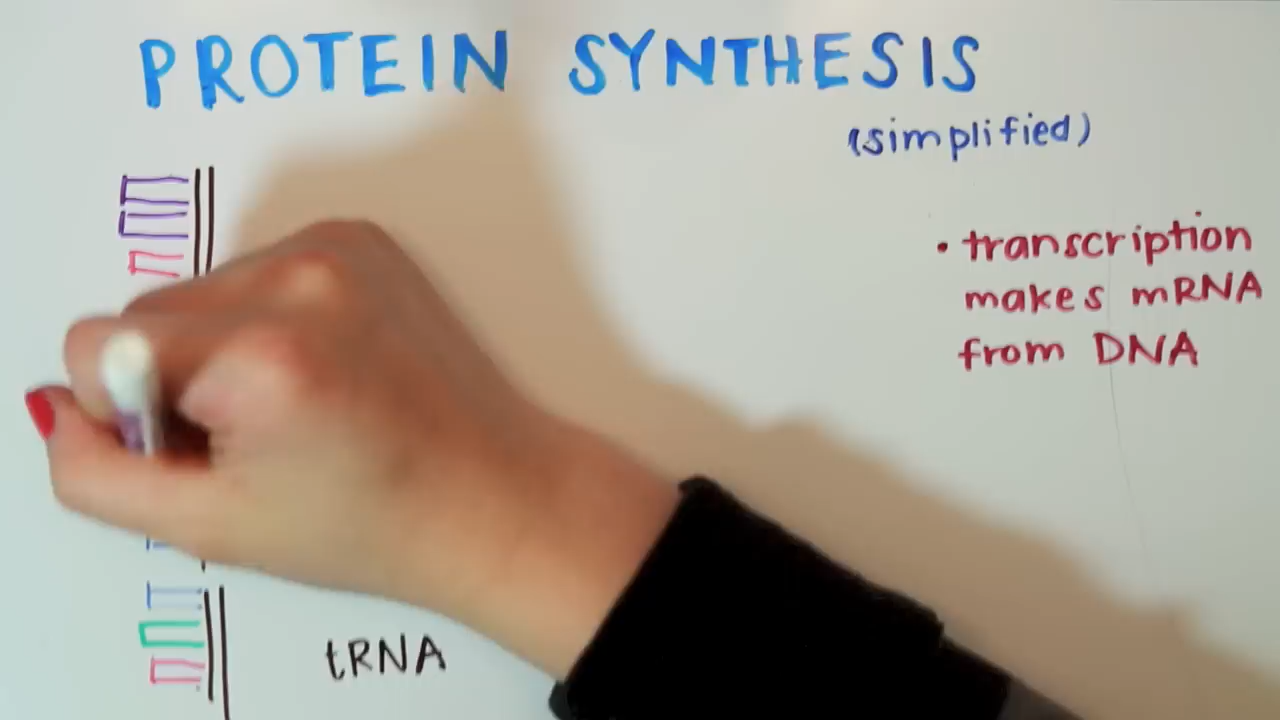 PROTEIN SYNTHESIS
(simplified)
• transcription
makes mRNA
from DNA
tRNA